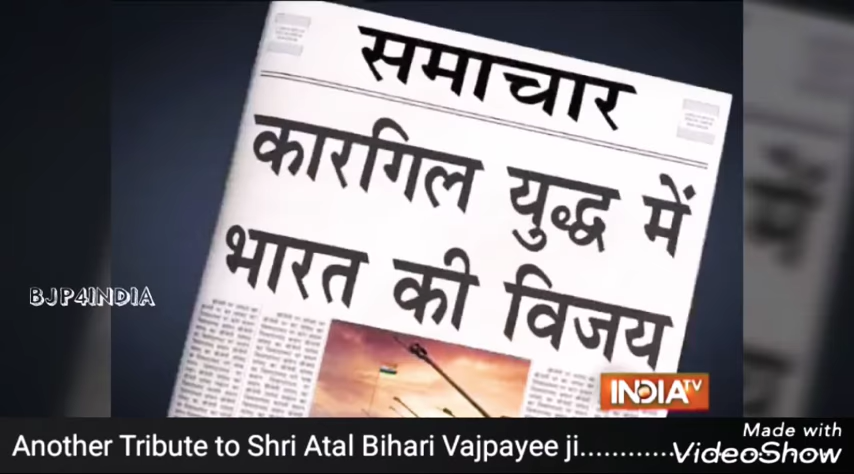 समाचार
कारगिल युद्ध में
भारत की विजय
BJP4INDIA
INDIA TV
Another Tribute to Shri Atal Bihari Vajpayee ji............
Made with
VideoShow